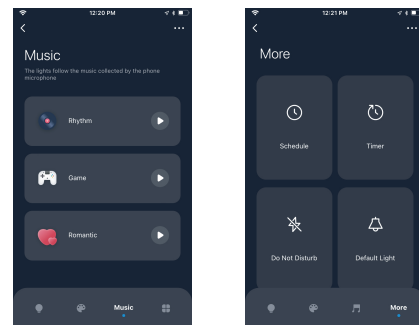 12:20 PM
Music
The lights follow the music collected by the phone
microphone
Rhythm
Game
Romantic
Music
12:21 PM
More
Schedule
Timer
Do Not Disturb
Default Light
More